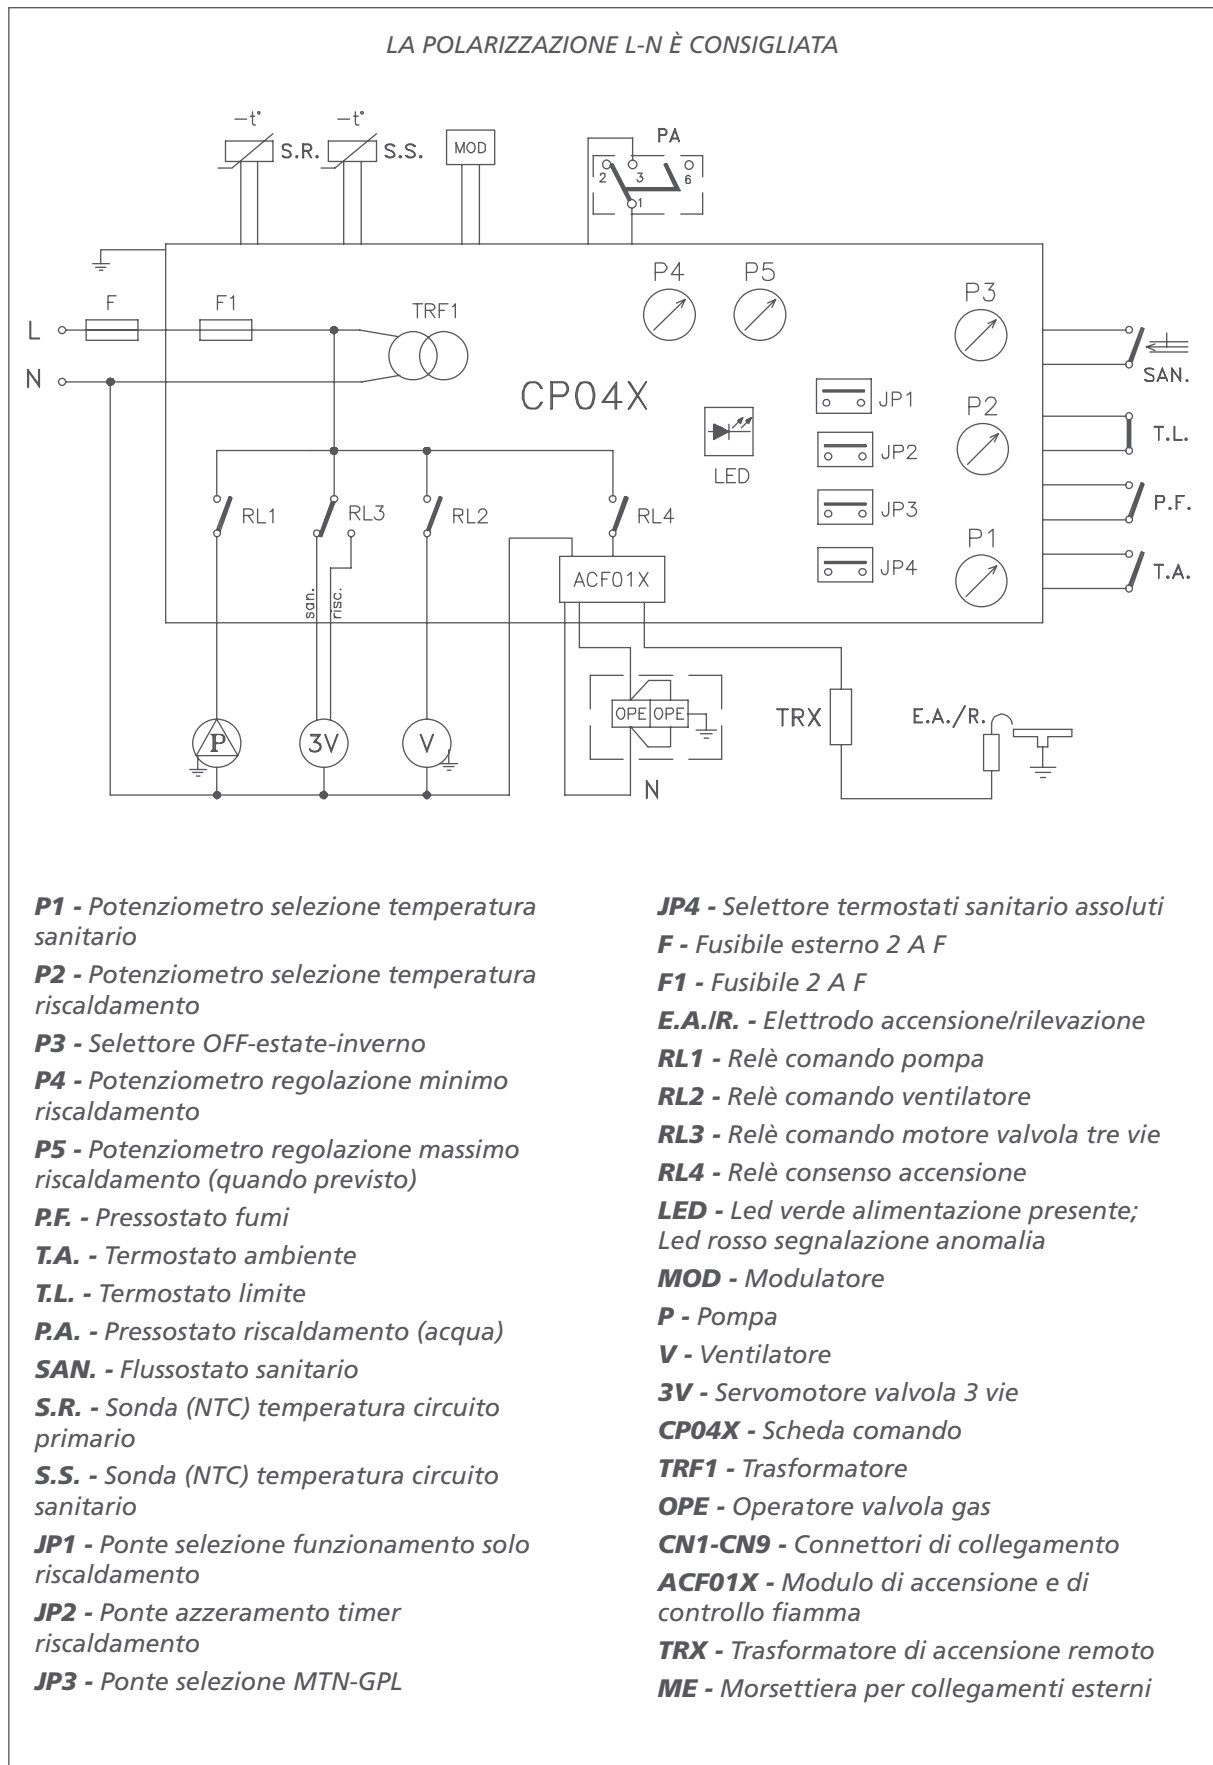 LA POLARIZZAZIONE L-N È CONSIGLIATA
-t° -t° PA
S.R. S.S. MOD
2 3 6
1
P4 P5
F F1 TRF1 P3
L
N SAN.
CP04X JP1 P2
T.L.
JP2
LED
RL1 RL3 RL2 RL4 JP3 P.F.
P1
ACF01X JP4 T.A.
san. risc.
OPE OPE TRX E.A./R.
P 3V V
N
P1 - Potenziometro selezione temperatura
sanitario
P2 - Potenziometro selezione temperatura
riscaldamento
P3 - Selettore OFF-estate-inverno
P4 - Potenziometro regolazione minimo
riscaldamento
P5 - Potenziometro regolazione massimo
riscaldamento (quando previsto)
P.F. - Pressostato fumi
T.A. - Termostato ambiente
T.L. - Termostato limite
P.A. - Pressostato riscaldamento (acqua)
SAN. - Flussostato sanitario
S.R. - Sonda (NTC) temperatura circuito
primario
S.S. - Sonda (NTC) temperatura circuito
sanitario
JP1 - Ponte selezione funzionamento solo
riscaldamento
JP2 - Ponte azzeramento timer
riscaldamento
JP3 - Ponte selezione MTN-GPL
JP4 - Selettore termostati sanitario assoluti
F - Fusibile esterno 2 A F
F1 - Fusibile 2 A F
E.A./R. - Elettrodo accensione/rilevazione
RL1 - Relè comando pompa
RL2 - Relè comando ventilatore
RL3 - Relè comando motore valvola tre vie
RL4 - Relè consenso accensione
LED - Led verde alimentazione presente;
Led rosso segnalazione anomalia
MOD - Modulatore
P - Pompa
V - Ventilatore
3V - Servomotore valvola 3 vie
CP04X - Scheda comando
TRF1 - Trasformatore
OPE - Operatore valvola gas
CN1-CN9 - Connettori di collegamento
ACF01X - Modulo di accensione e di
controllo fiamma
TRX - Trasformatore di accensione remoto
ME - Morsettiera per collegamenti esterni